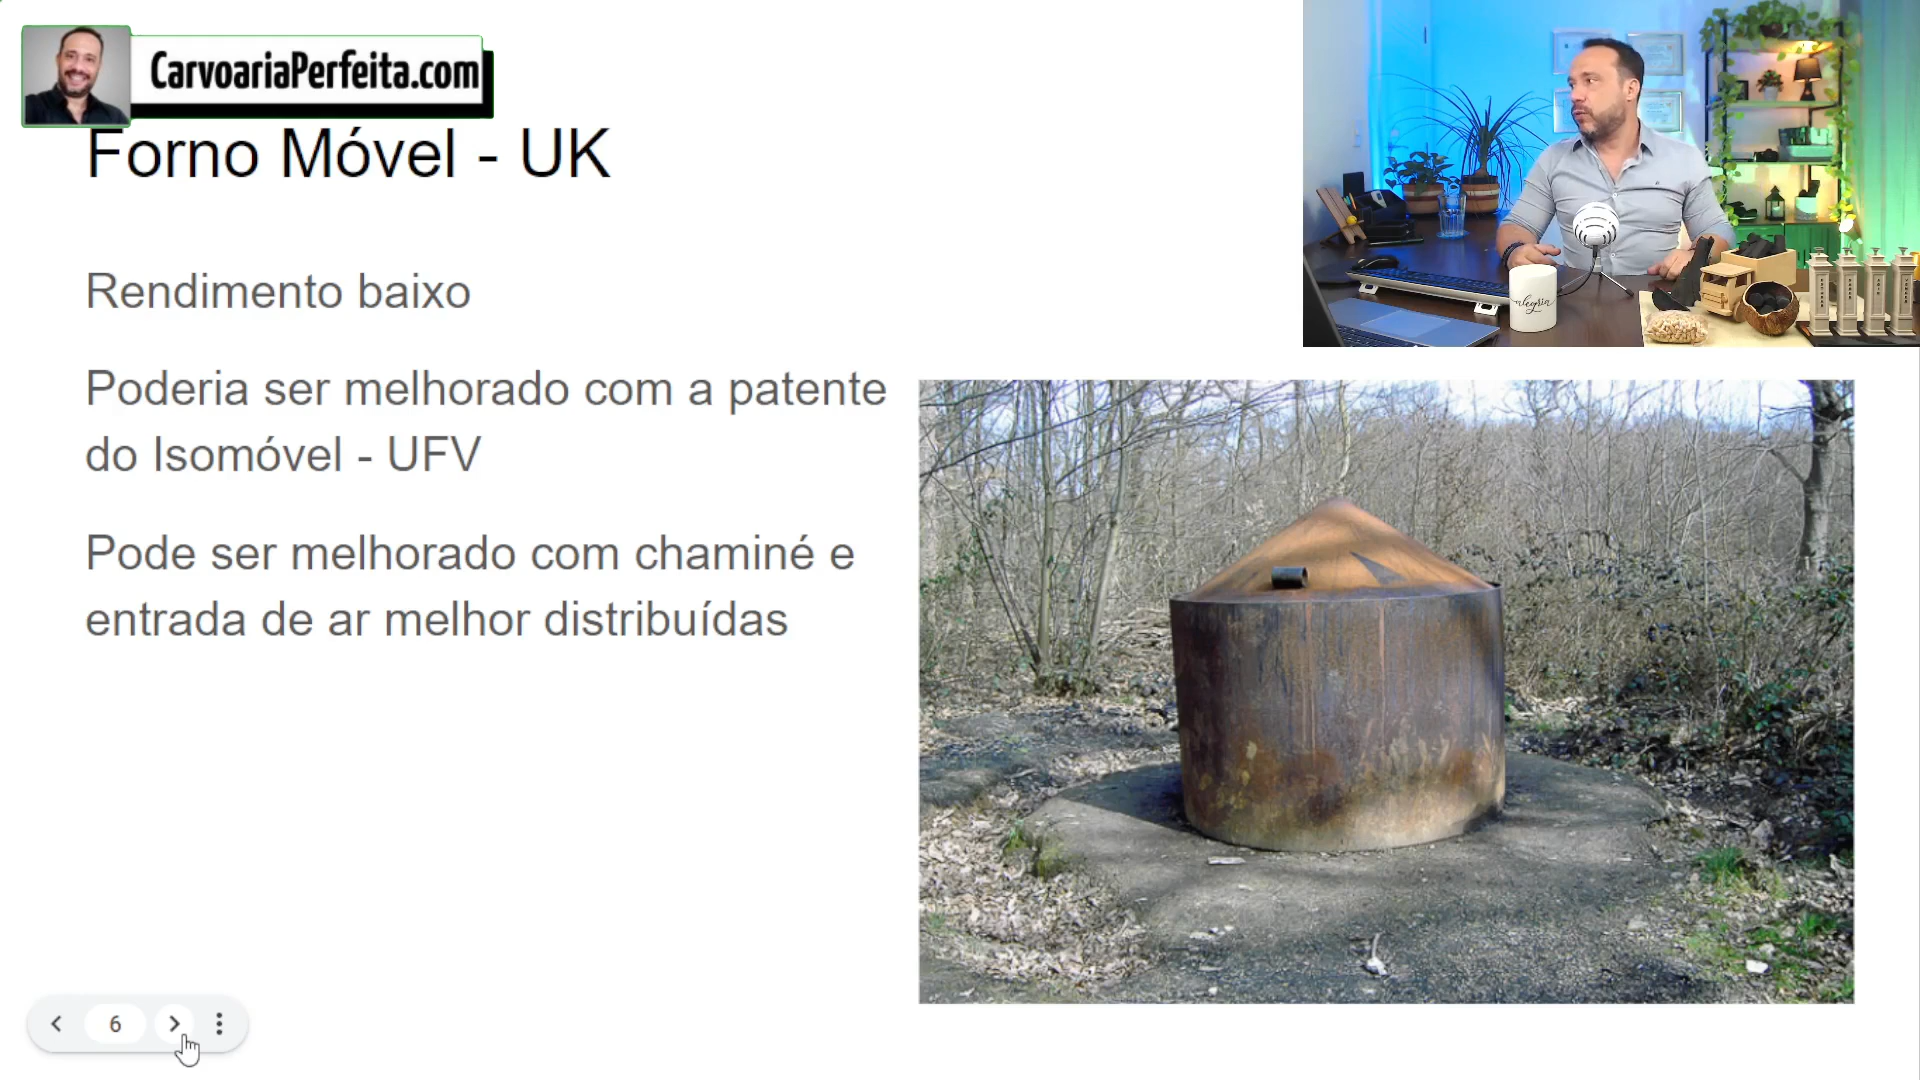 CarvoariaPerfeita.com
Forno Móvel - UK
Rendimento baixo
Poderia ser melhorado com a patente
do Isomóvel - UFV
Pode ser melhorado com chaminé e
entrada de ar melhor distribuídas
alegria
6